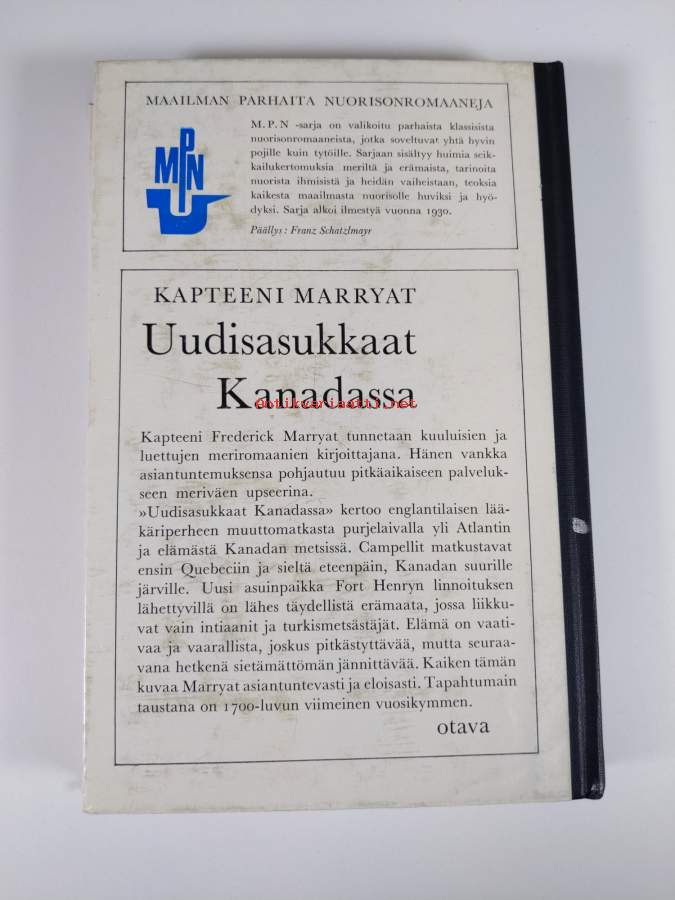 MAAILMAN PARHAITA NUORISONROMAANEJA
MPN
M.P.N -sarja on valikoitu parhaista klassisista
nuorisonromaaneista, jotka soveltuvat yhtä hyvin
pojille kuin tytöille. Sarjaan sisältyy huimia seik-
kailukertomuksia meriltä ja erämaista, tarinoita
nuorista ihmisistä ja heidän vaiheistaan, teoksia
kaikesta maailmasta nuorisolle huviksi ja hyö-
dyksi. Sarja alkoi ilmestyä vuonna 1930.
Päällys: Franz Schatzlmayr
KAPTEENI MARRYAT
Uudisasukkaat
Kanadassa
antikvariaatti.net
Kapteeni Frederick Marryat tunnetaan kuuluisien ja
luettujen meriromaanien kirjoittajana. Hänen vankka
asiantuntemuksensa pohjautuu pitkäaikaiseen palveluk-
seen meriväen upseerina.
»Uudisasukkaat Kanadassa» kertoo englantilaisen lää-
käriperheen muuttomatkasta purjelaivalla yli Atlantin
ja elämästä Kanadan metsissä. Campellit matkustavat
ensin Quebeciin ja sieltä eteenpäin, Kanadan suurille
järville. Uusi asuinpaikka Fort Henryn linnoituksen
lähettyvillä on lähes täydellistä erämaata, jossa liikku-
vat vain intiaanit ja turkismetsästäjät. Elämä on vaati-
vaa ja vaarallista, joskus pitkästyttävää, mutta seuraa-
vana hetkenä sietämättömän jännittävää. Kaiken tämän
kuvaa Marryat asiantuntevasti ja eloisasti. Tapahtumain
taustana on 1700-luvun viimeinen vuosikymmen.
otava